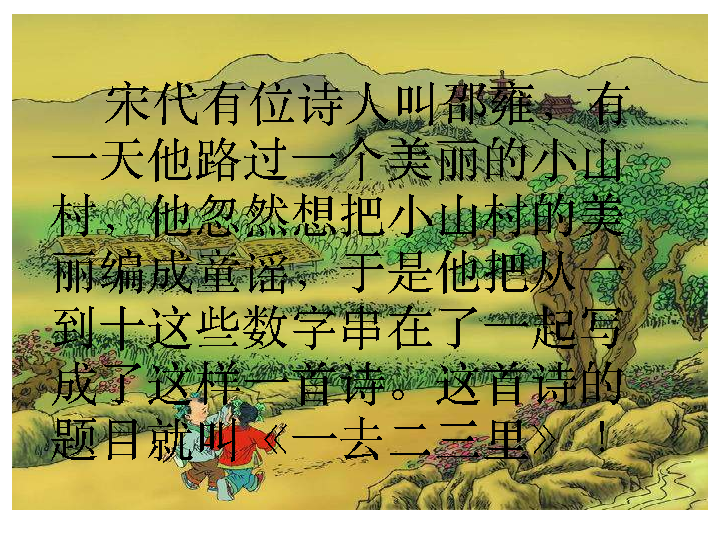 宋代有位诗人叫邵雍，有
一天他路过一个美丽的小山
村，他忽然想把小山村的美
丽编成童谣，于是他把从一
到十这些数字串在了一起写
成了这样一首诗。这首诗的
题目就叫《一去二三里》！